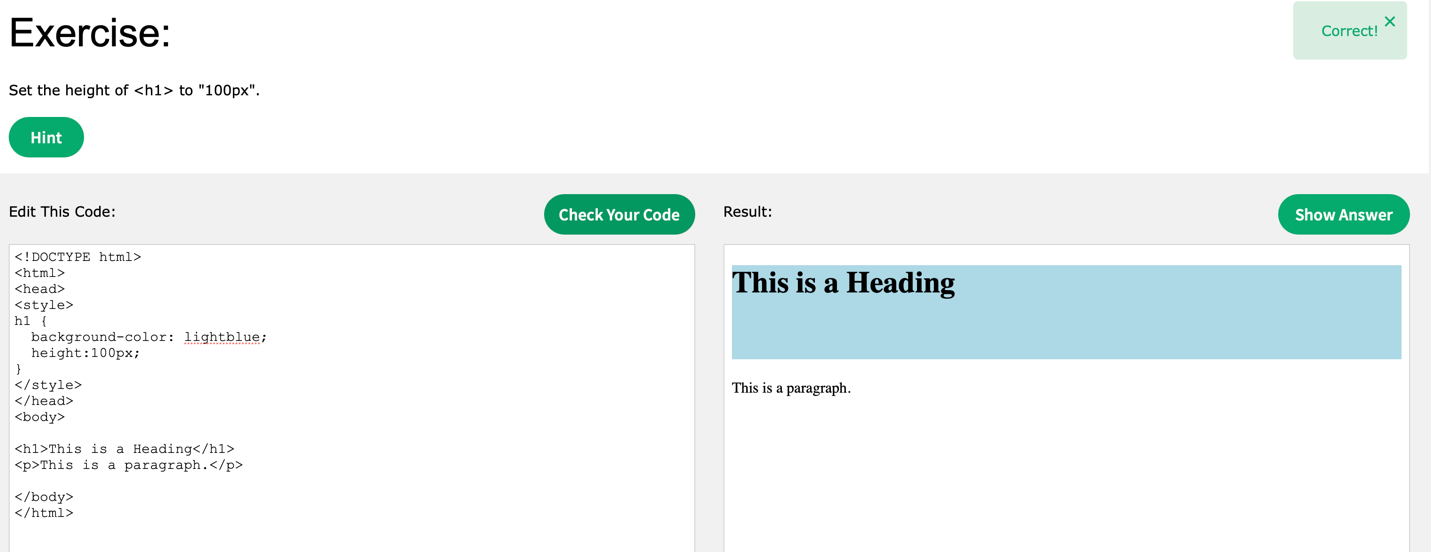 Exercise:
Correct! ×
Set the height of <h1> to "100px".
Hint
Edit This Code:
Check Your Code
Result:
Show Answer
<!DOCTYPE html>
<html>
<head>
<style>
h1 {
  background-color: lightblue;
  height:100px;
}
</style>
</head>
<body>

<h1>This is a Heading</h1>
<p>This is a paragraph.</p>

</body>
</html>
This is a Heading
This is a paragraph.